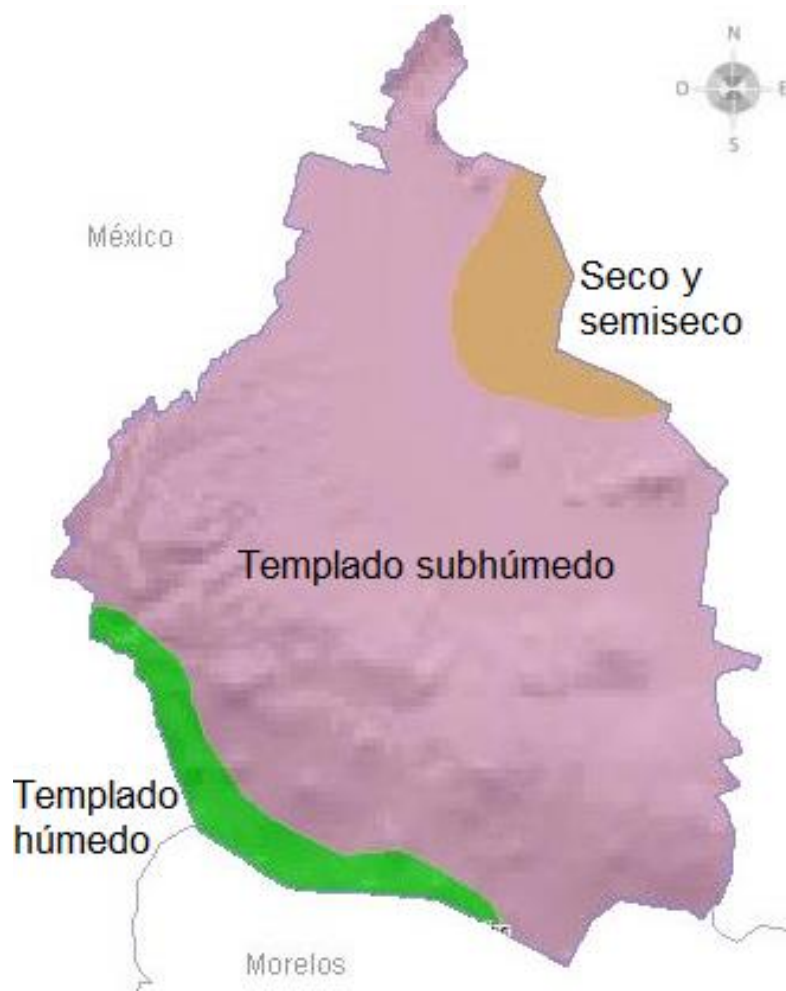 N
O
E
S
México
Seco y
semiseco
Templado subhúmedo
Templado
húmedo
Morelos